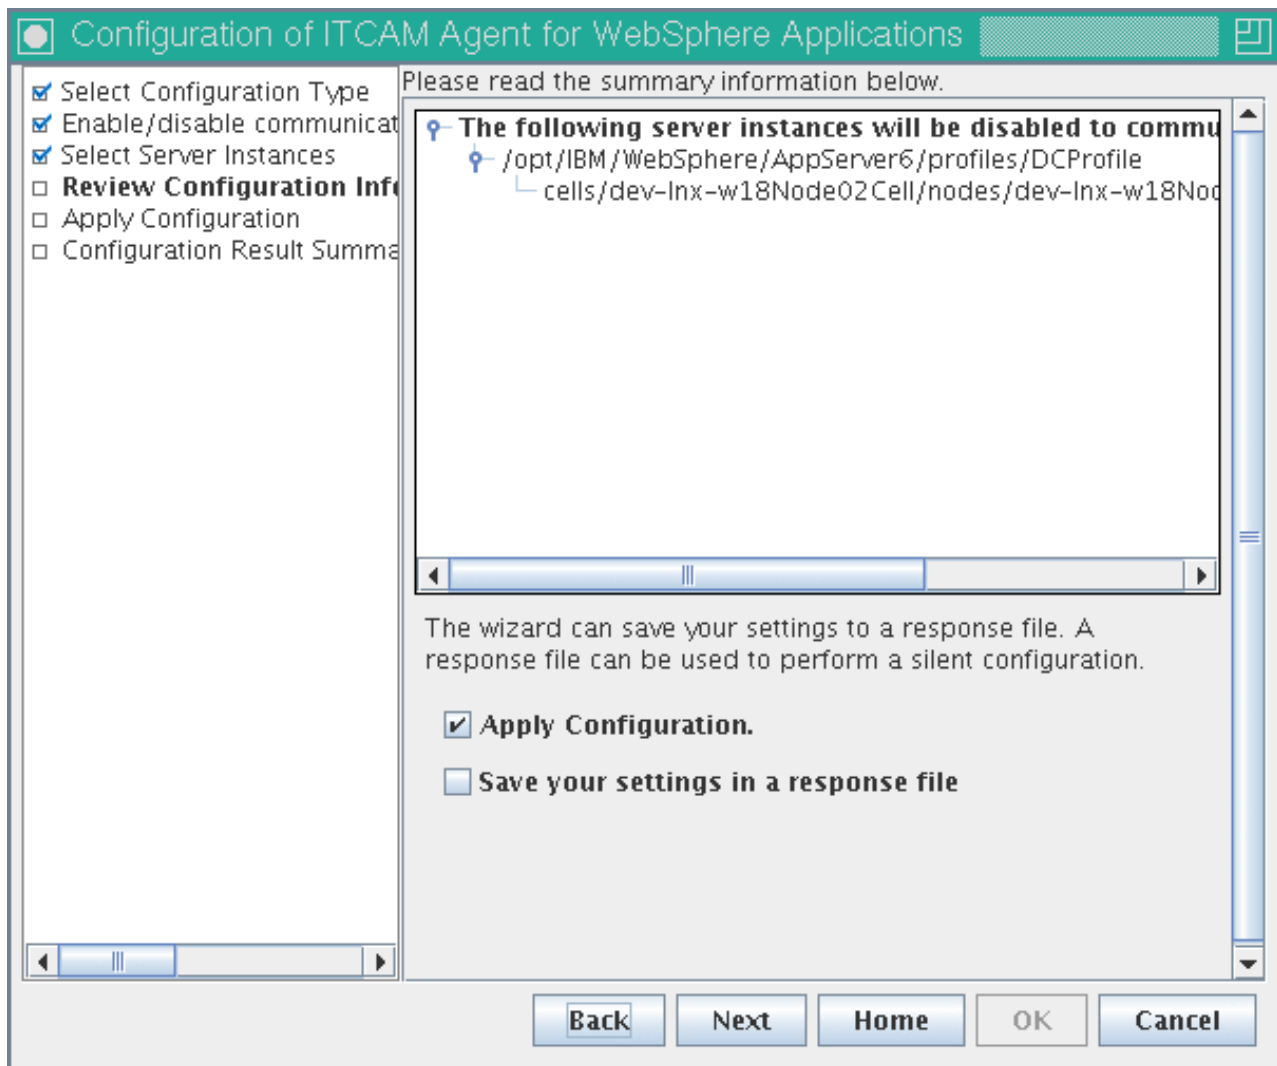 Configuration of ITCAM Agent for WebSphere Applications
Select Configuration Type
Enable/disable communicat
Select Server Instances
Review Configuration Info
Apply Configuration
Configuration Result Summa
Please read the summary information below.
The following server instances will be disabled to commu
/opt/IBM/WebSphere/AppServer6/profiles/DCProfile
cells/dev-lnx-w18Node02Cell/nodes/dev-lnx-w18Nod
The wizard can save your settings to a response file. A
response file can be used to perform a silent configuration.
Apply Configuration.
Save your settings in a response file
Back Next Home OK Cancel